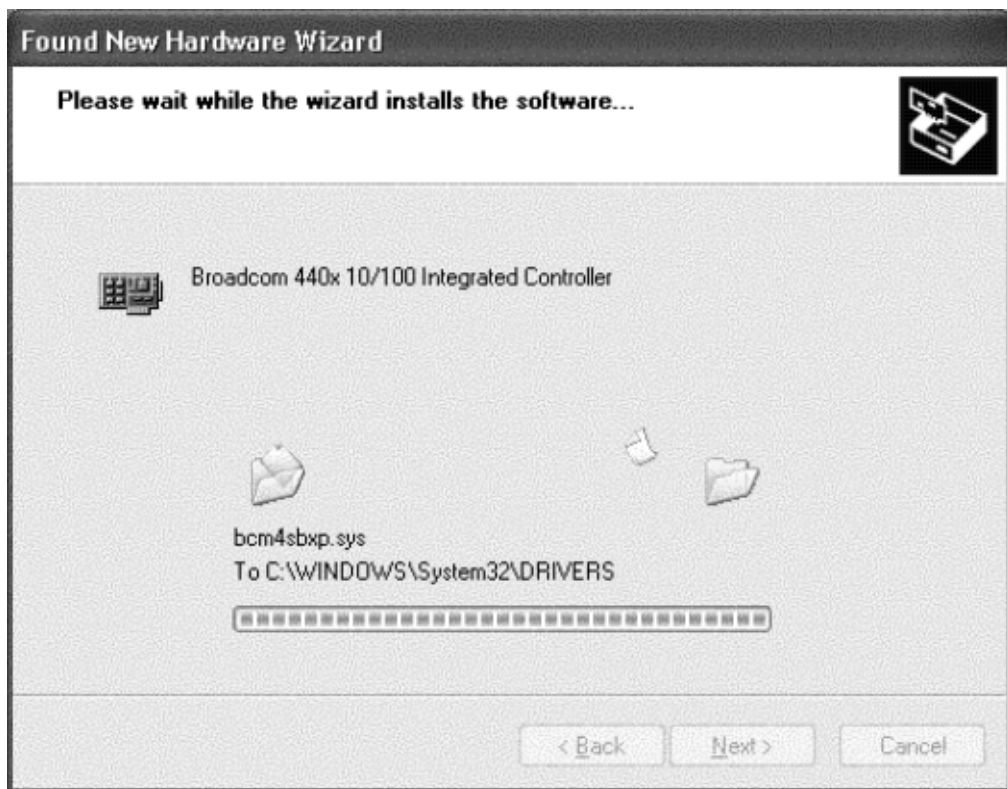 Found New Hardware Wizard
Please wait while the wizard installs the software...
Broadcom 440x 10/100 Integrated Controller
bcm4sbxp.sys
To C:\WINDOWS\System32\DRIVERS
< Back Next > Cancel